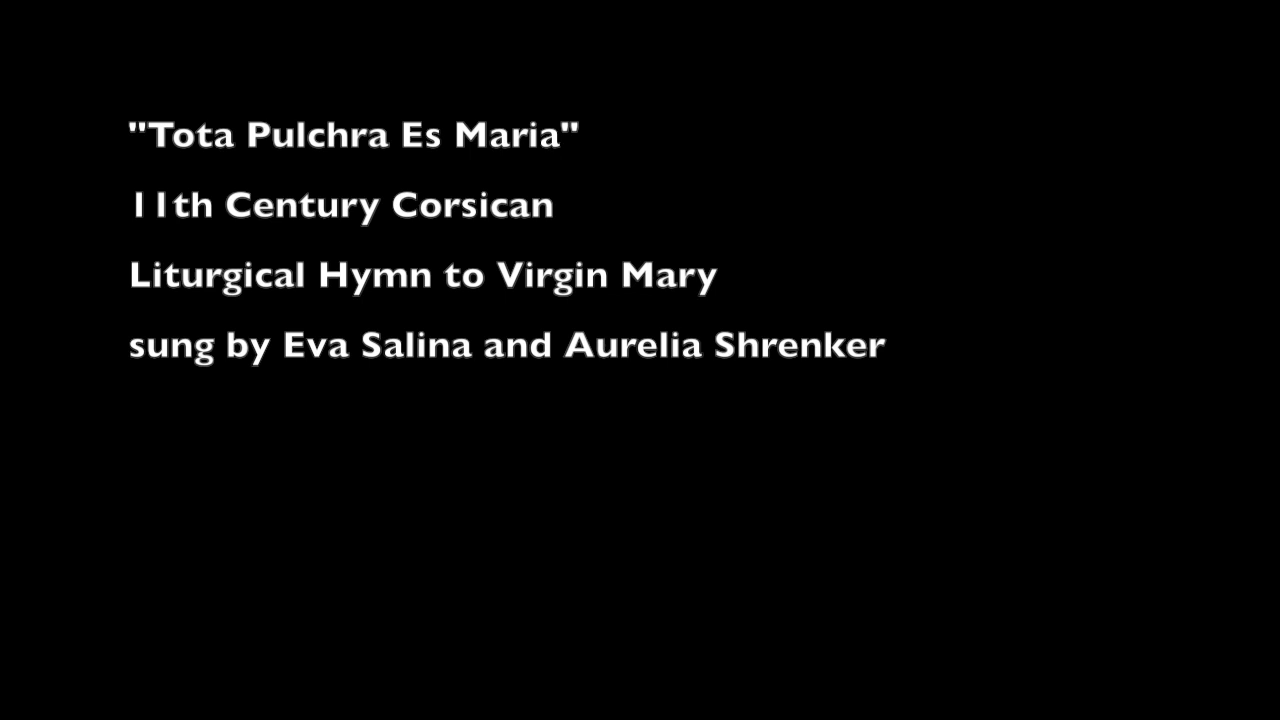 "Tota Pulchra Es Maria"
11th Century Corsican
Liturgical Hymn to Virgin Mary
sung by Eva Salina and Aurelia Shrenker